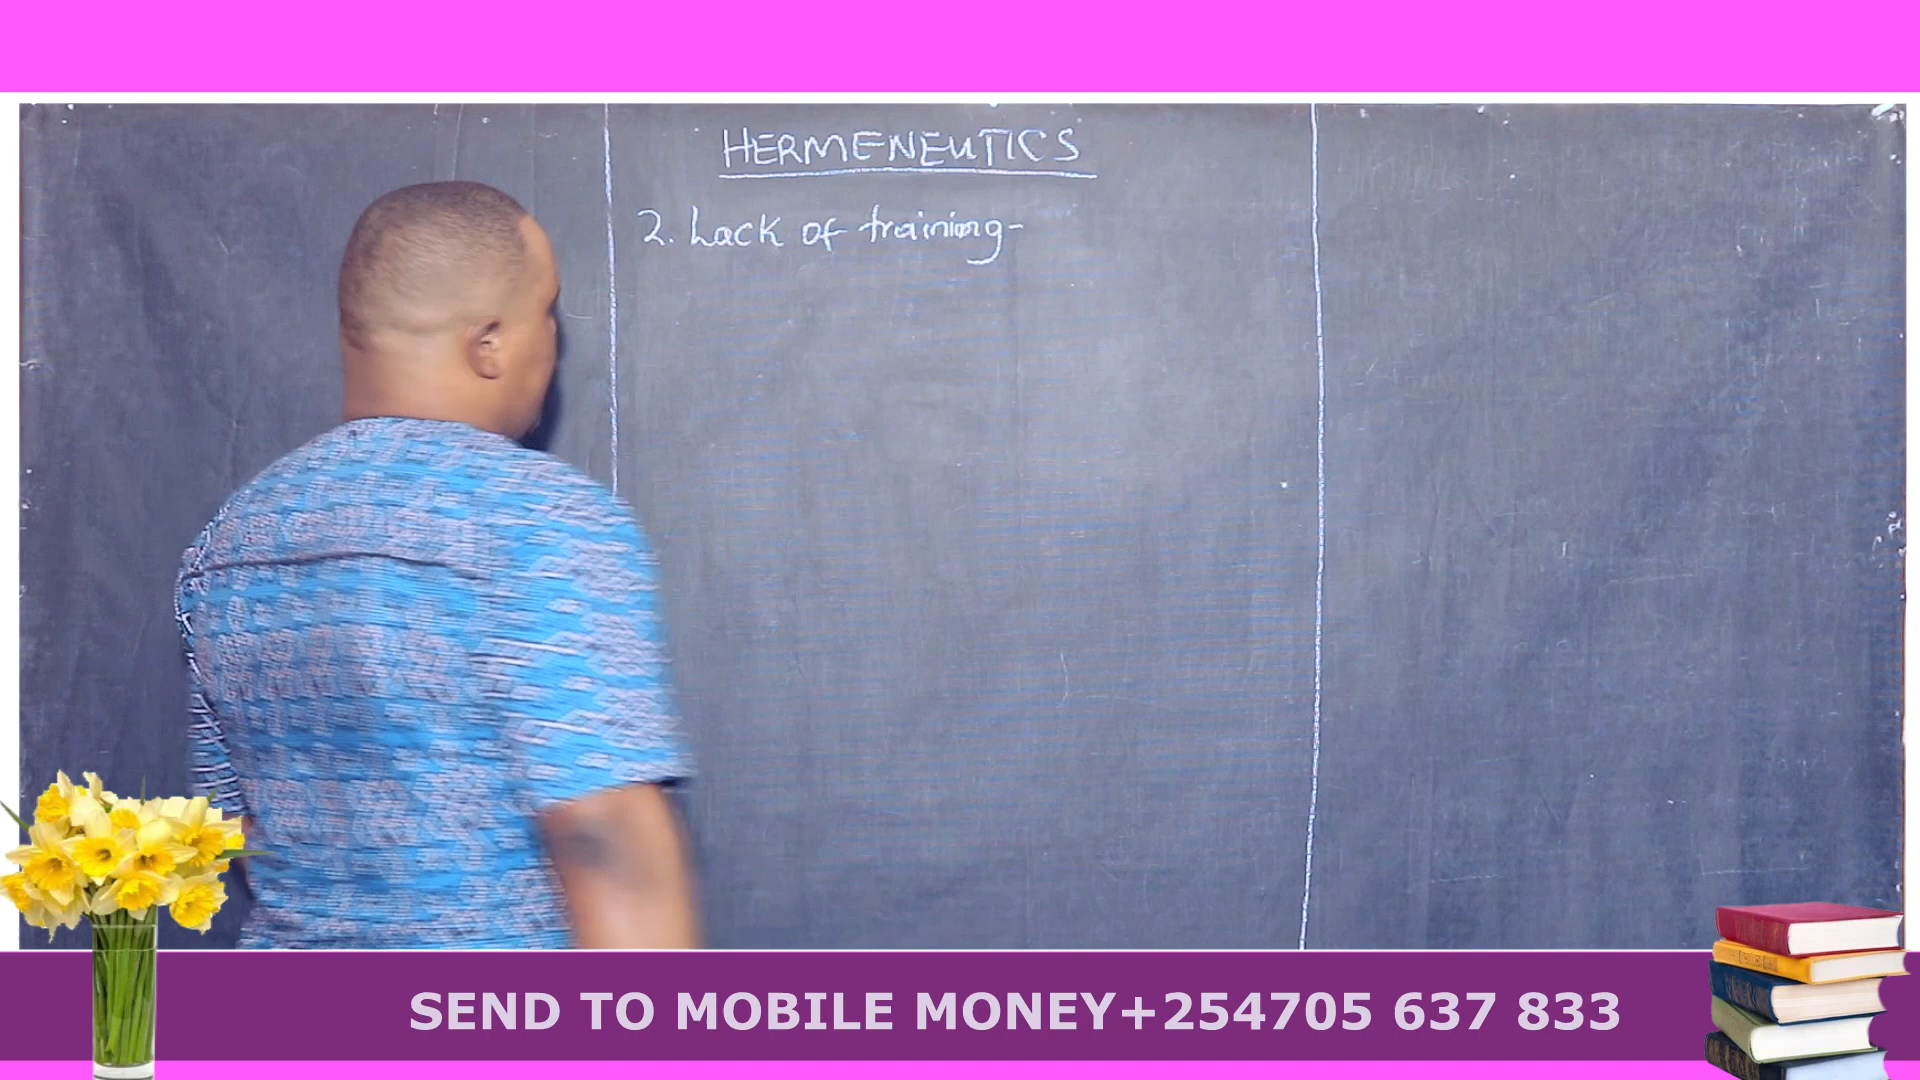 HERMENEUTICS
2. Lack of training-
SEND TO MOBILE MONEY+254705 637 833